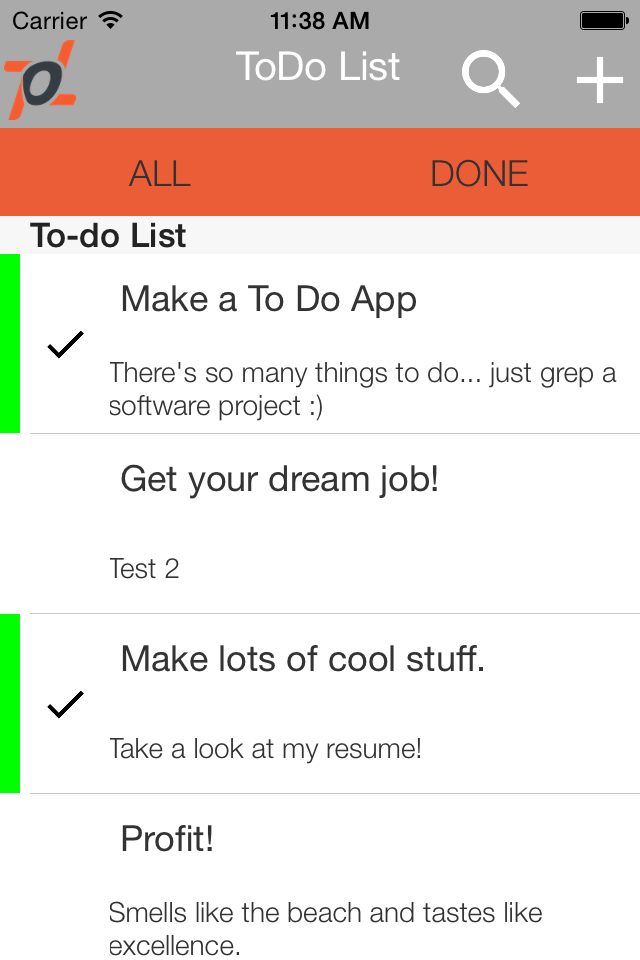 Carrier 11:38 AM
ToDo List
ALL DONE
To-do List
Make a To Do App
There's so many things to do... just grep a
software project :)
Get your dream job!
Test 2
Make lots of cool stuff.
Take a look at my resume!
Profit!
Smells like the beach and tastes like
excellence.